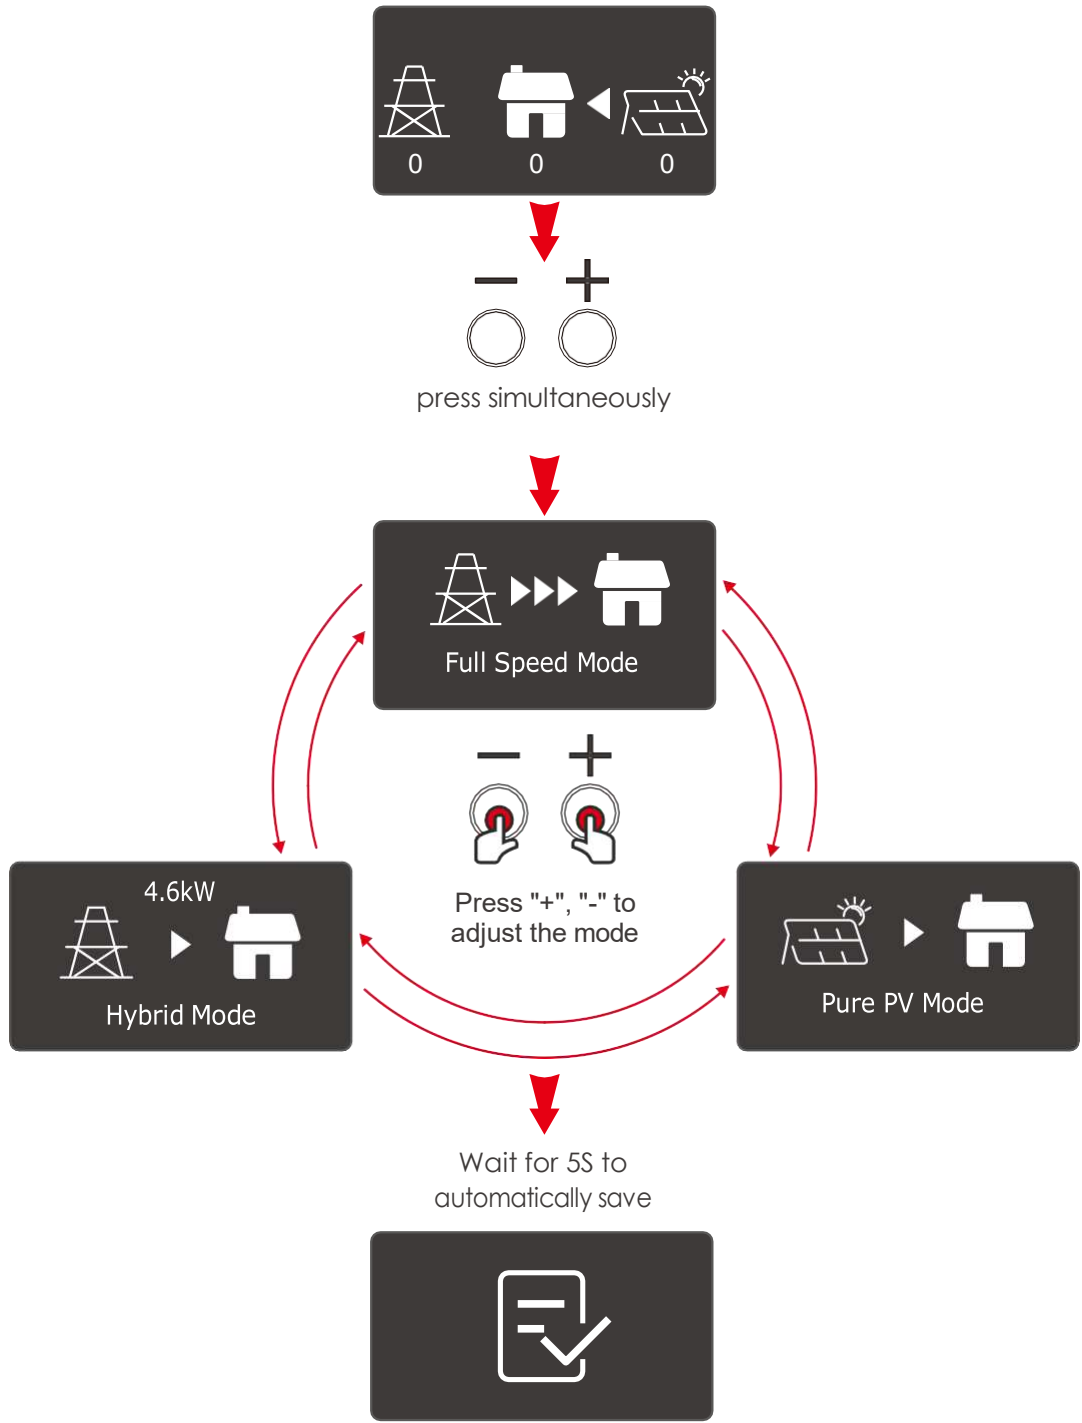 0 0 0
press simultaneously
Full Speed Mode
Press "+", "-" to
adjust the mode
4.6kW
Hybrid Mode
Pure PV Mode
Wait for 5S to
automatically save